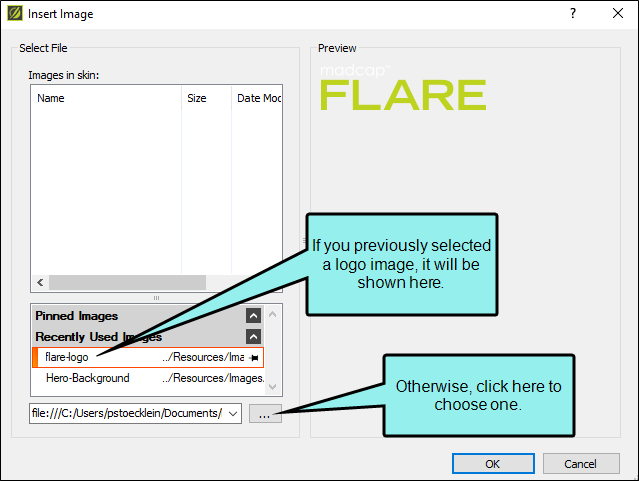 Insert Image
?
Select File
Preview
Images in skin:
Name Size Date Mod
madcap™
FLARE
If you previously selected
a logo image, it will be
shown here.
Pinned Images
Recently Used Images
flare-logo ../Resources/Ima
Hero-Background ../Resources/Images.
file:///C:/Users/pstoecklein/Documents/ ...
Otherwise, click here to
choose one.
OK Cancel